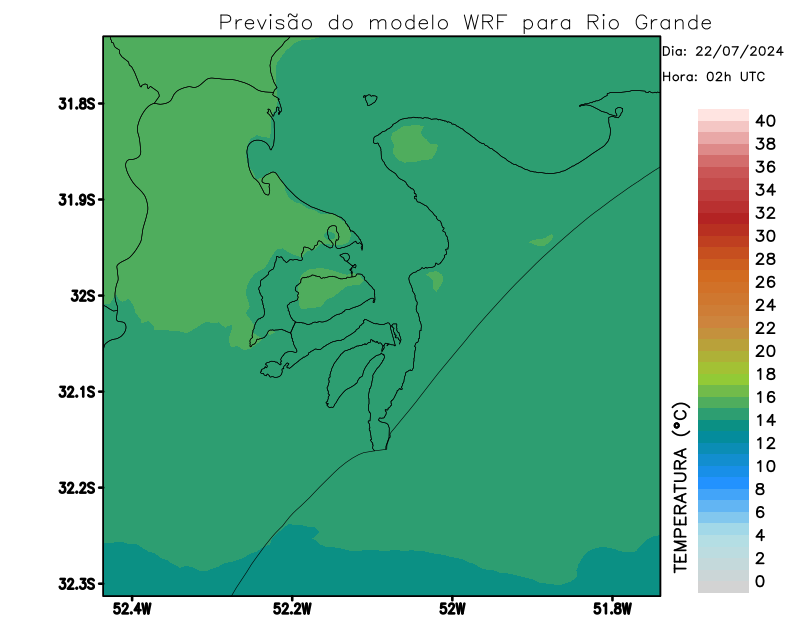 Previsão do modelo WRF para Rio Grande
Dia: 22/07/2024
Hora: 02h UTC
31.8S
31.9S
32S
32.1S
32.2S
32.3S
52.4W
52.2W
52W
51.8W
40
38
36
34
32
30
28
26
24
22
20
18
16
14
12
10
8
6
4
2
0
TEMPERATURA (°C)